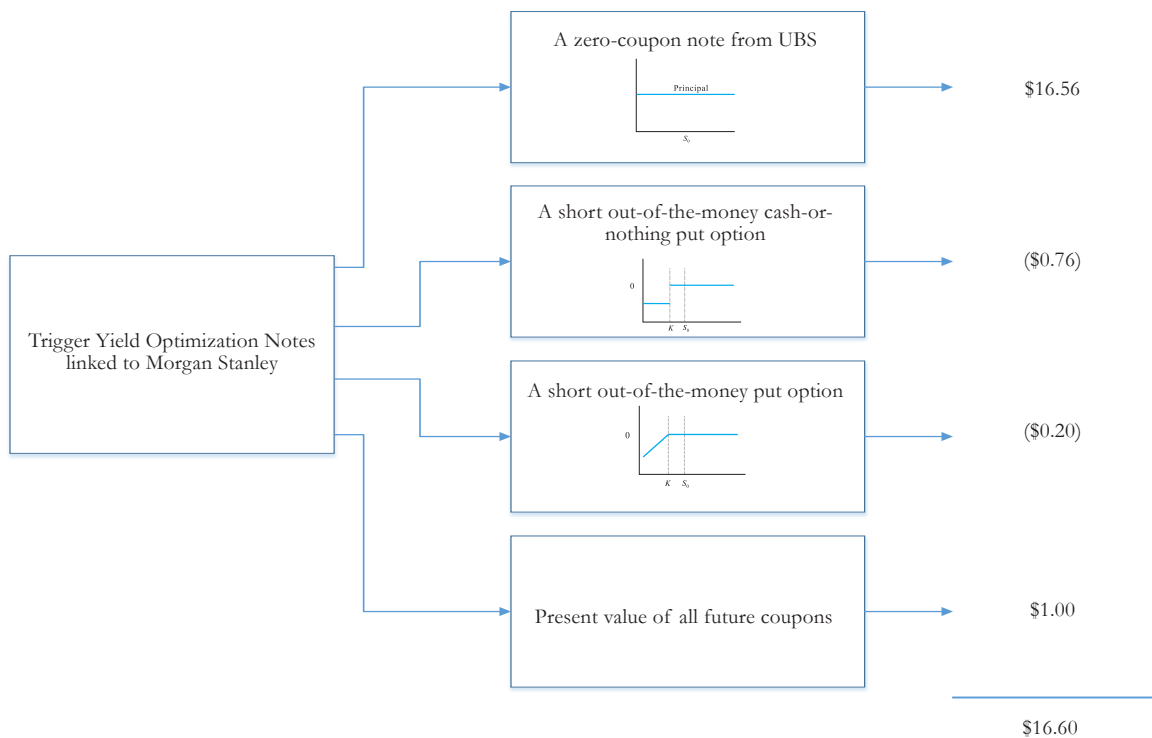 A zero-coupon note from UBS
Principal
S₀
$16.56
A short out-of-the-money cash-or-
nothing put option
0
K S₀
($0.76)
Trigger Yield Optimization Notes
linked to Morgan Stanley
A short out-of-the-money put option
0
K S₀
($0.20)
Present value of all future coupons
$1.00
$16.60